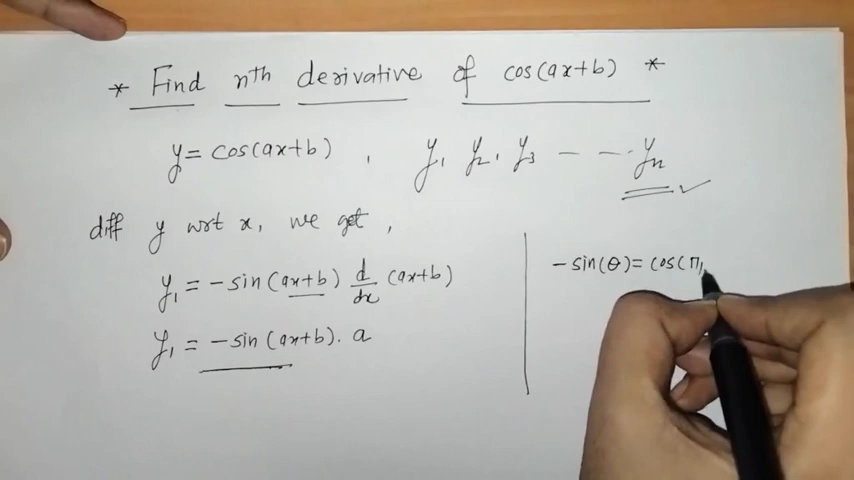 * Find nth derivative of cos(ax+b) *
y = cos(ax+b) , y₁ y₂, y₃ — — . yₙ ✓
diff y wrt x, we get,
y₁ = -sin(ax+b) d/dx (ax+b)
y₁ = -sin(ax+b). a
-sin(θ) = cos(π